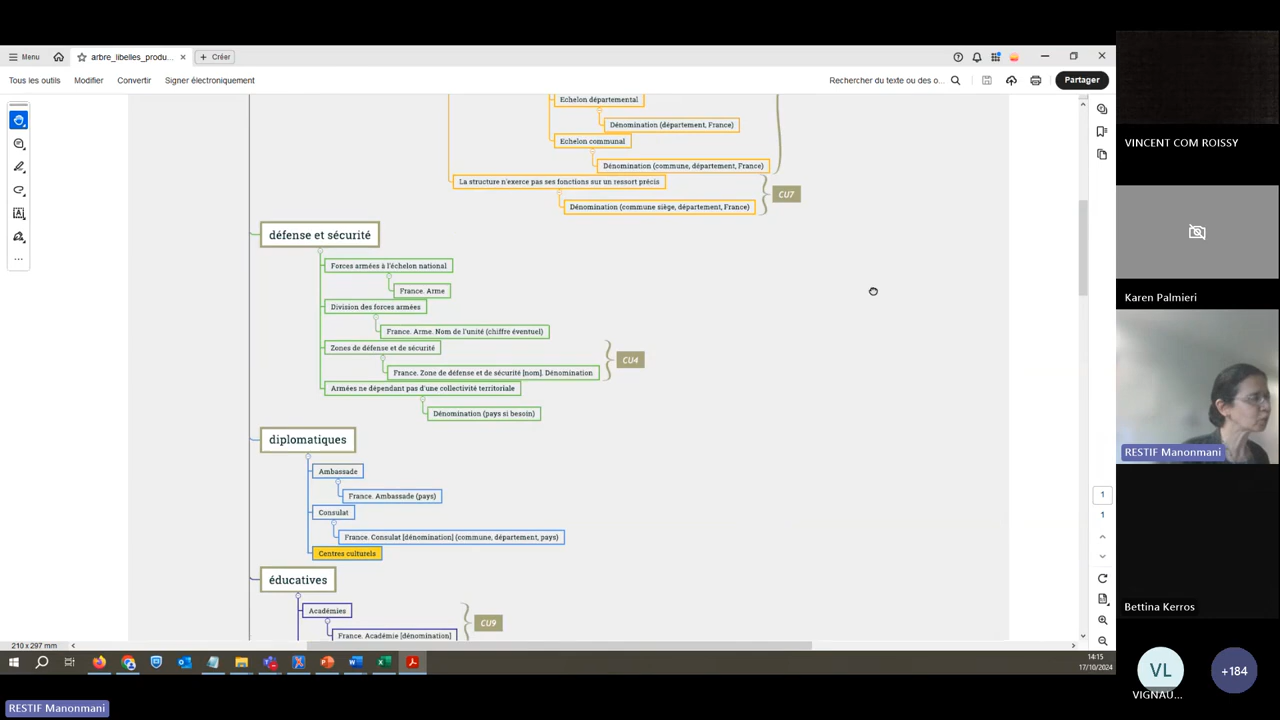 Menu
arbre_libelles_produ...
Créer
Tous les outils
Modifier
Convertir
Signer électroniquement
Rechercher du texte ou des o...
Partager
Echelon départemental
Dénomination (département, France)
Echelon communal
Dénomination (commune, département, France)
La structure n'exerce pas ses fonctions sur un ressort précis
CU7
Dénomination (commune siège, département, France)
défense et sécurité
Forces armées à l'échelon national
France. Arme
Division des forces armées
France. Arme. Nom de l'unité (chiffre éventuel)
Zones de défense et de sécurité
CU4
France. Zone de défense et de sécurité [nom]. Dénomination
Armées ne dépendant pas d'une collectivité territoriale
Dénomination (pays si besoin)
diplomatiques
Ambassade
France. Ambassade (pays)
Consulat
France. Consulat [dénomination] (commune, département, pays)
Centres culturels
éducatives
Académies
CU9
France. Académie [dénomination]
1
1
210 x 297 mm
14:15
17/10/2024
RESTIF Manonmani
VINCENT COM ROISSY
Karen Palmieri
RESTIF Manonmani
Bettina Kerros
VL
VIGNAU...
+184